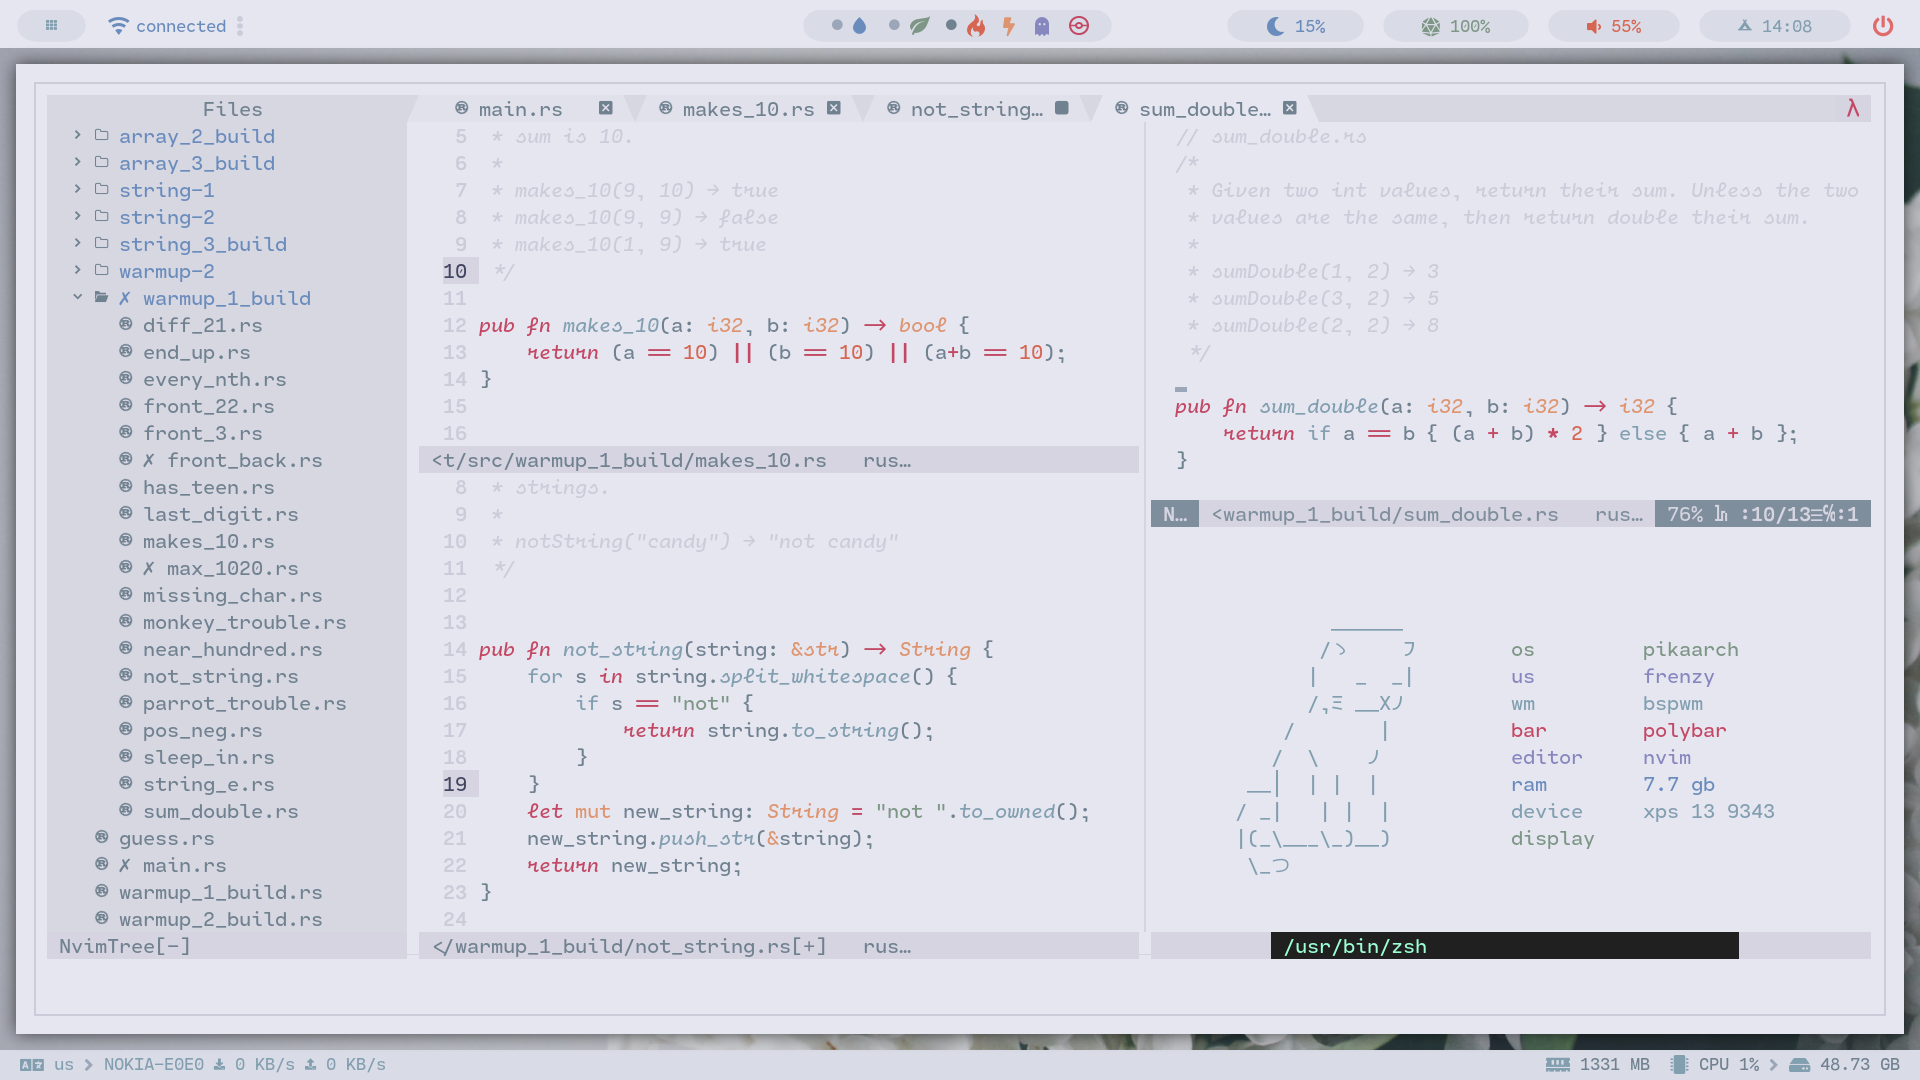 connected
15%
100%
55%
14:08
Files
main.rs
makes_10.rs
not_string…
sum_double…
λ
array_2_build
array_3_build
string-1
string-2
string_3_build
warmup-2
✗ warmup_1_build
diff_21.rs
end_up.rs
every_nth.rs
front_22.rs
front_3.rs
✗ front_back.rs
has_teen.rs
last_digit.rs
makes_10.rs
✗ max_1020.rs
missing_char.rs
monkey_trouble.rs
near_hundred.rs
not_string.rs
parrot_trouble.rs
pos_neg.rs
sleep_in.rs
string_e.rs
sum_double.rs
guess.rs
✗ main.rs
warmup_1_build.rs
warmup_2_build.rs
NvimTree[-]
5 * sum is 10.
6 *
7 * makes_10(9, 10) → true
8 * makes_10(9, 9) → false
9 * makes_10(1, 9) → true
10 */
11
12 pub fn makes_10(a: i32, b: i32) -> bool {
13 return (a == 10) || (b == 10) || (a+b == 10);
14 }
15
16
<t/src/warmup_1_build/makes_10.rs rus…
8 * strings.
9 *
10 * notString("candy") → "not candy"
11 */
12
13
14 pub fn not_string(string: &str) -> String {
15 for s in string.split_whitespace() {
16 if s == "not" {
17 return string.to_string();
18 }
19 }
20 let mut new_string: String = "not ".to_owned();
21 new_string.push_str(&string);
22 return new_string;
23 }
24
</warmup_1_build/not_string.rs[+] rus…
// sum_double.rs
/*
* Given two int values, return their sum. Unless the two
* values are the same, then return double their sum.
*
* sumDouble(1, 2) → 3
* sumDouble(3, 2) → 5
* sumDouble(2, 2) → 8
*/
pub fn sum_double(a: i32, b: i32) -> i32 {
return if a == b { (a + b) * 2 } else { a + b };
}
N… <warmup_1_build/sum_double.rs rus… 76% ㏑ :10/13☰℅:1
os pikaarch
us frenzy
wm bspwm
bar polybar
editor nvim
ram 7.7 gb
device xps 13 9343
display
/usr/bin/zsh
us
NOKIA-E0E0
0 KB/s
0 KB/s
1331 MB
CPU 1%
48.73 GB